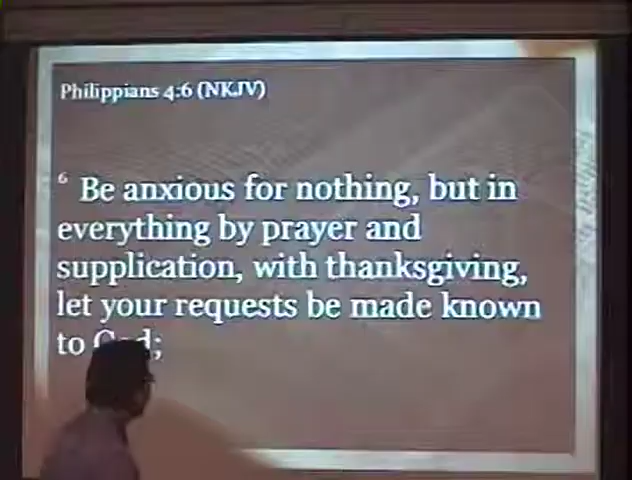 Philippians 4:6 (NKJV)
6 Be anxious for nothing, but in
everything by prayer and
supplication, with thanksgiving,
let your requests be made known
to God;